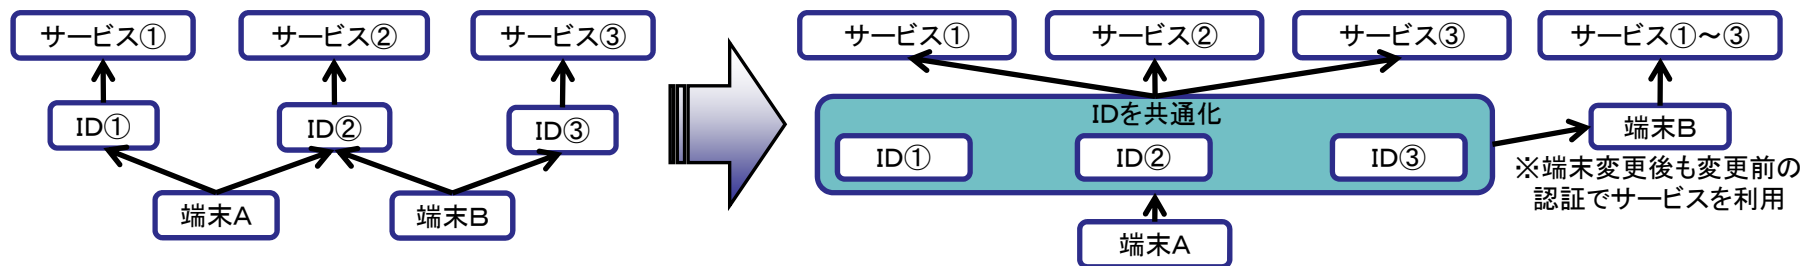 サービス①
サービス②
サービス③
ID①
ID②
ID③
端末A
端末B
サービス①
サービス②
サービス③
サービス①～③
IDを共通化
ID①
ID②
ID③
端末A
端末B
※端末変更後も変更前の
認証でサービスを利用